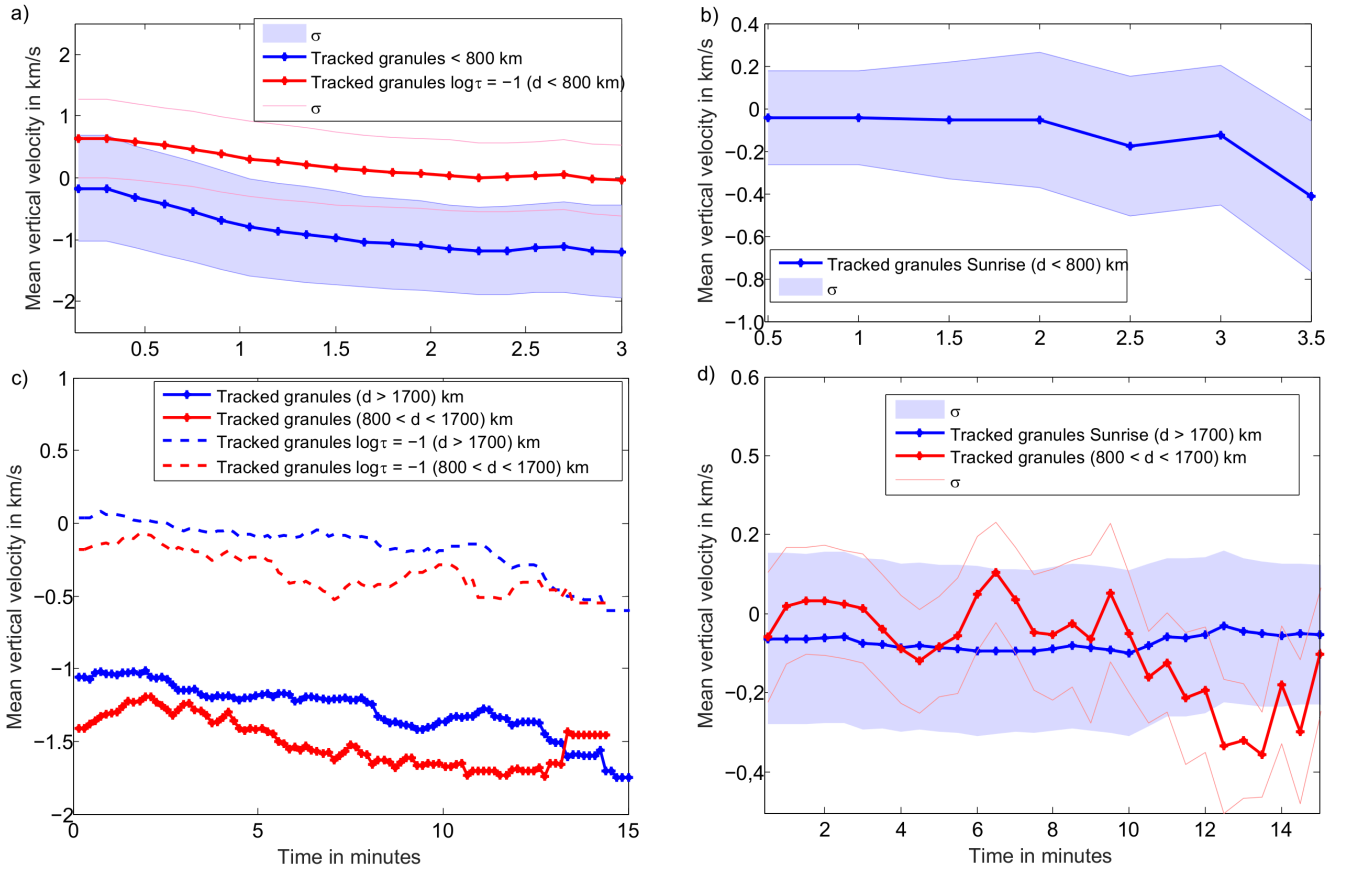 a)
Mean vertical velocity in km/s
2
1
0
−1
−2
σ
Tracked granules < 800 km
Tracked granules logτ = −1 (d < 800 km)
σ
0.5
1
1.5
2
2.5
3
b)
Mean vertical velocity in km/s
0.4
0.2
0
−0.2
−0.4
−0.6
−0.8
−1.0
Tracked granules Sunrise (d < 800) km
σ
0.5
1
1.5
2
2.5
3
3.5
c)
Mean vertical velocity in km/s
1
0.5
0
−0.5
−1
−1.5
−2
Tracked granules (d > 1700) km
Tracked granules (800 < d < 1700) km
Tracked granules logτ = −1 (d > 1700) km
Tracked granules logτ = −1 (800 < d < 1700) km
0
5
10
15
Time in minutes
d)
Mean vertical velocity in km/s
0.6
0.5
0.2
0
−0.2
−0,4
σ
Tracked granules Sunrise (d > 1700) km
Tracked granules (800 < d < 1700) km
σ
2
4
6
8
10
12
14
Time in minutes